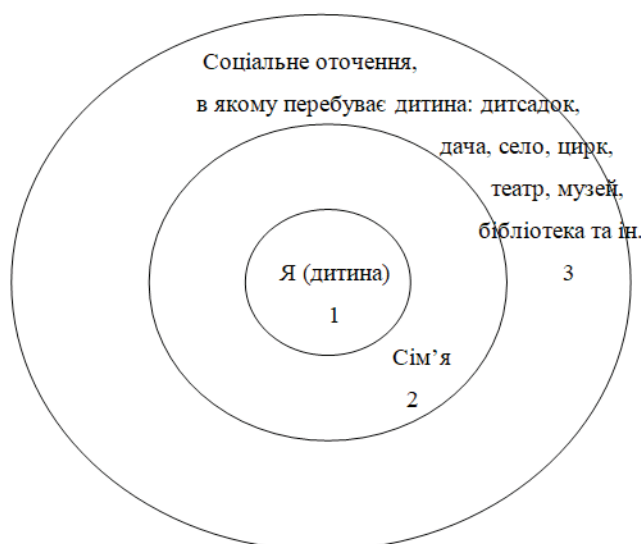 Соціальне оточення,
в якому перебуває дитина: дитсадок,
дача, село, цирк,
театр, музей,
бібліотека та ін.
3
Я (дитина)
1
Сім’я
2